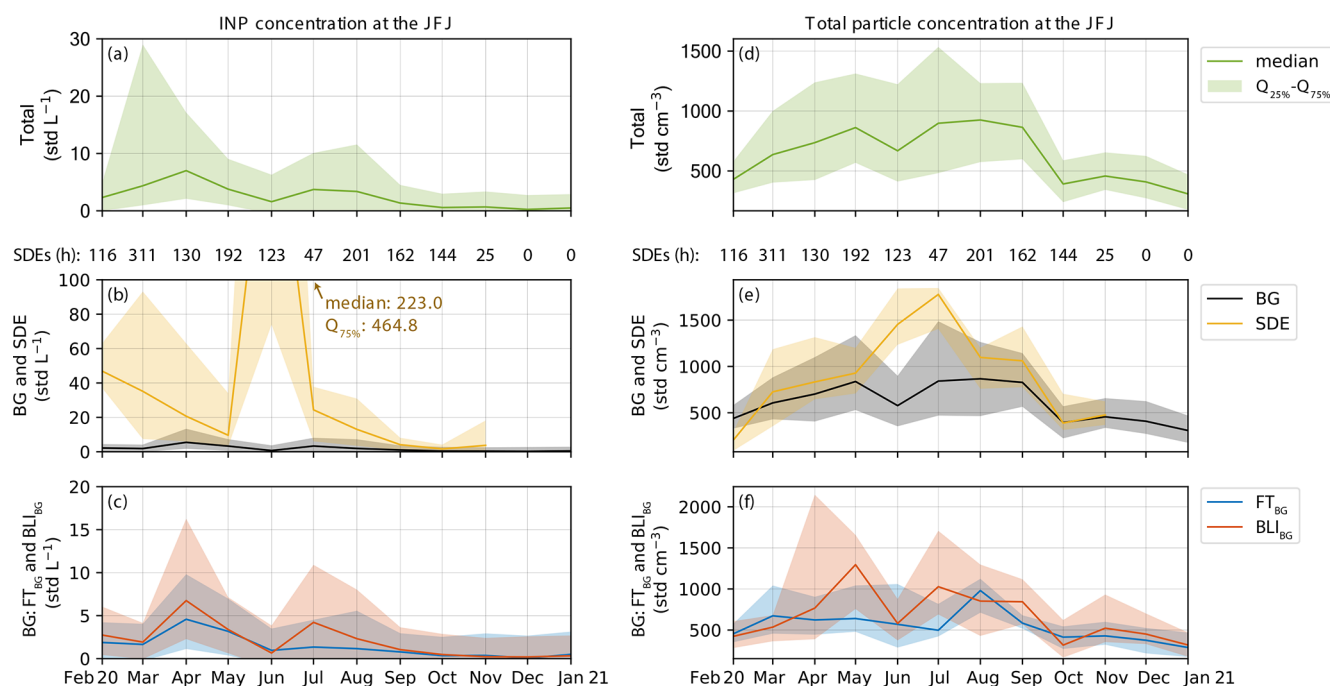 INP concentration at the JFJ
Total particle concentration at the JFJ
(a)
30
20
10
0
Total
(std L−1)
(d)
1500
1000
500
Total
(std cm−3)
median
Q25%-Q75%
SDEs (h): 116 311 130 192 123 47 201 162 144 25 0 0
SDEs (h): 116 311 130 192 123 47 201 162 144 25 0 0
(b)
100
80
60
40
20
0
BG and SDE
(std L−1)
median: 223.0
Q75%: 464.8
(e)
1500
1000
500
BG and SDE
(std cm−3)
BG
SDE
(c)
20
15
10
5
0
BG: FTBG and BLIBG
(std L−1)
Feb 20 Mar Apr May Jun Jul Aug Sep Oct Nov Dec Jan 21
(f)
2000
1500
1000
500
BG: FTBG and BLIBG
(std cm−3)
Feb 20 Mar Apr May Jun Jul Aug Sep Oct Nov Dec Jan 21
FTBG
BLIBG